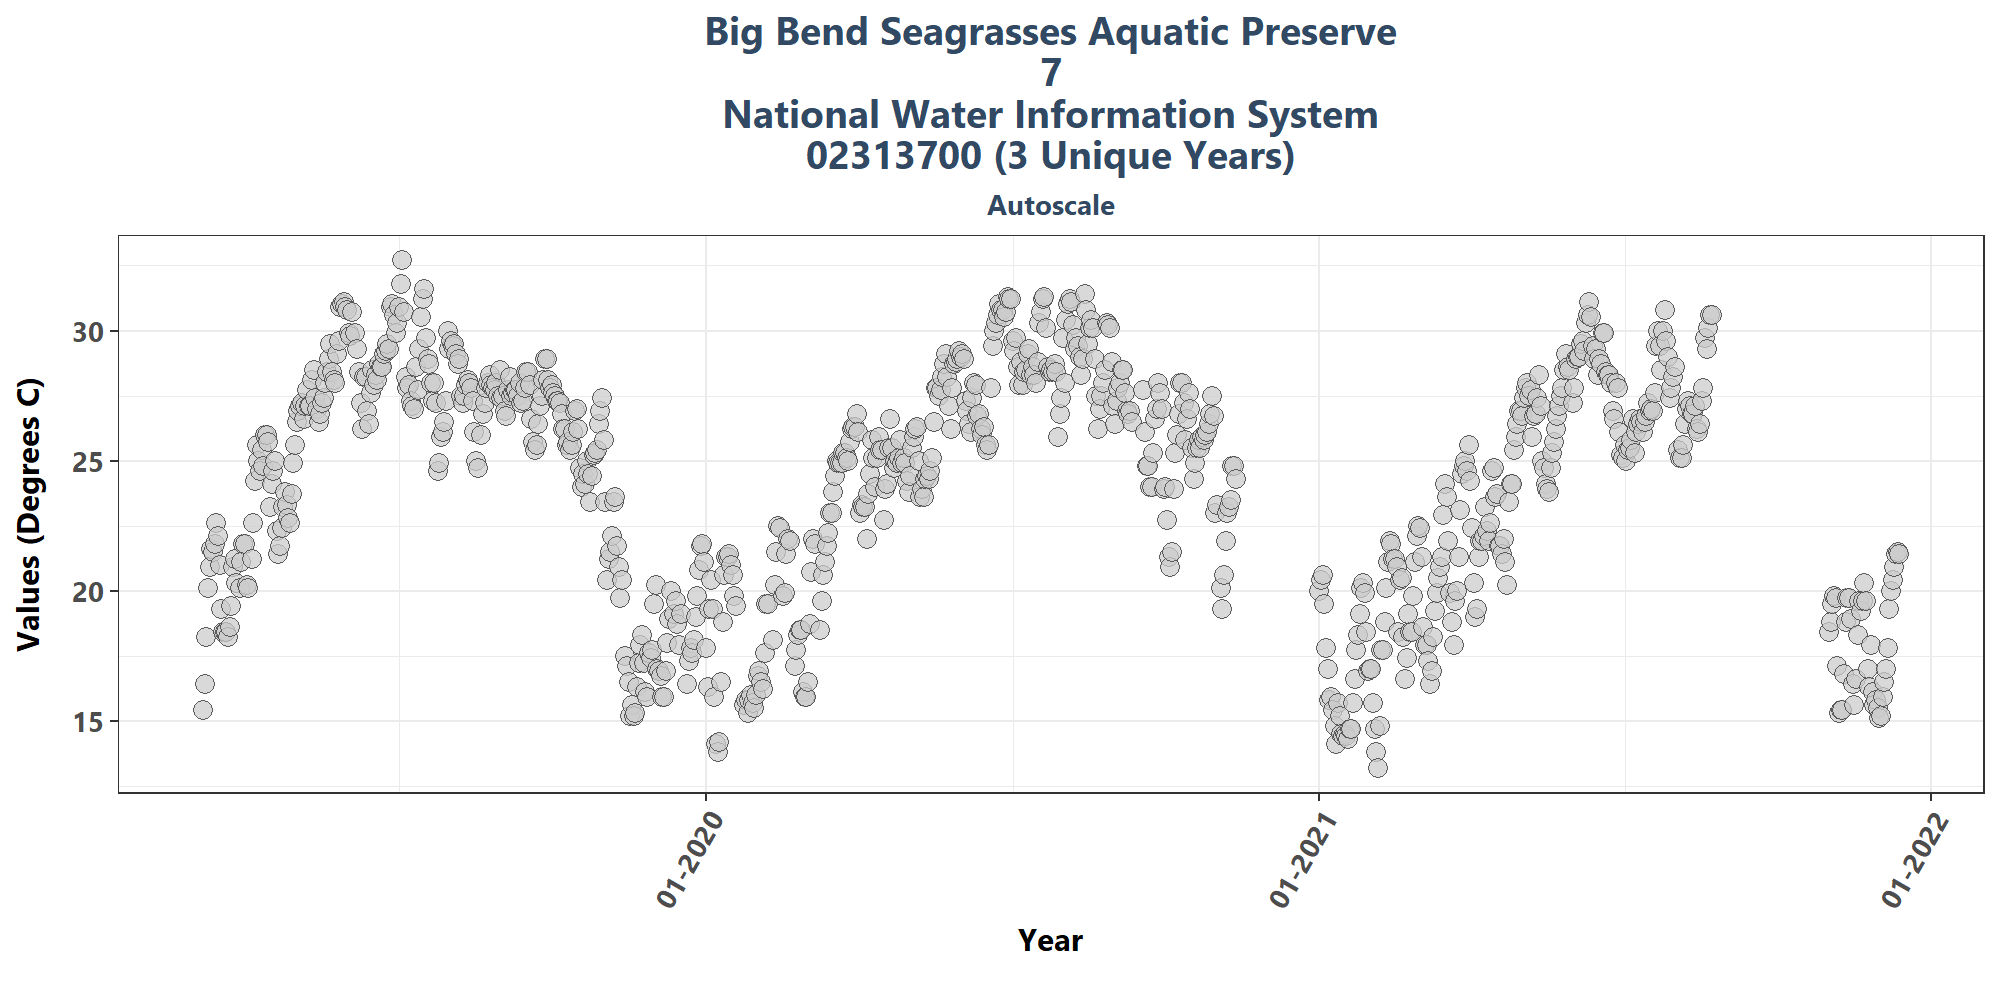 Big Bend Seagrasses Aquatic Preserve
7
National Water Information System
02313700 (3 Unique Years)
Autoscale
Values (Degrees C)
30
25
20
15
01-2020
01-2021
01-2022
Year